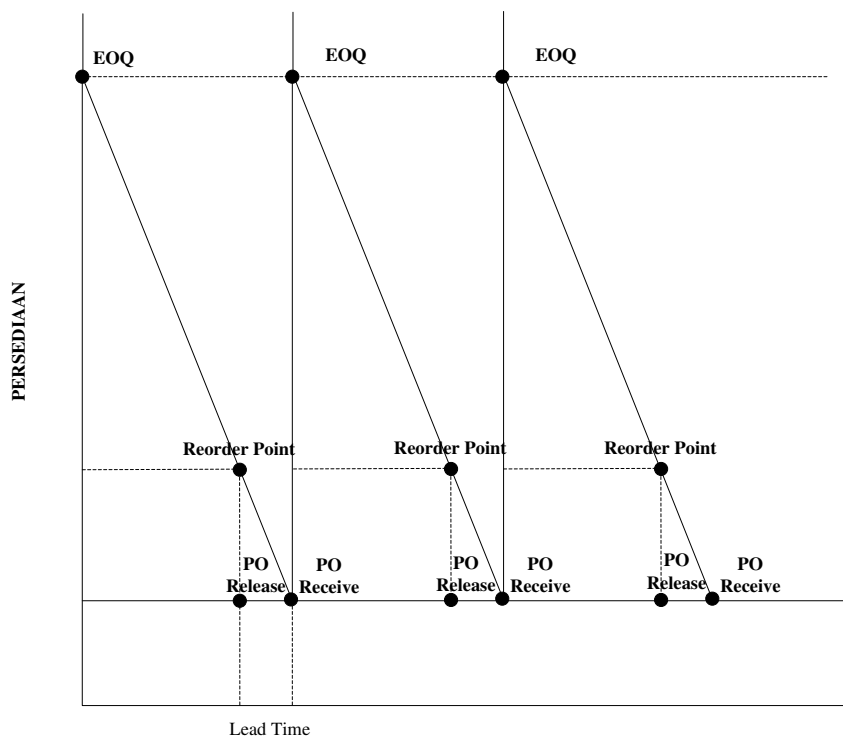 EOQ
EOQ
EOQ
PERSEDIAAN
Reorder Point
Reorder Point
Reorder Point
PO
Release
PO
Receive
PO
Release
PO
Receive
PO
Release
PO
Receive
Lead Time